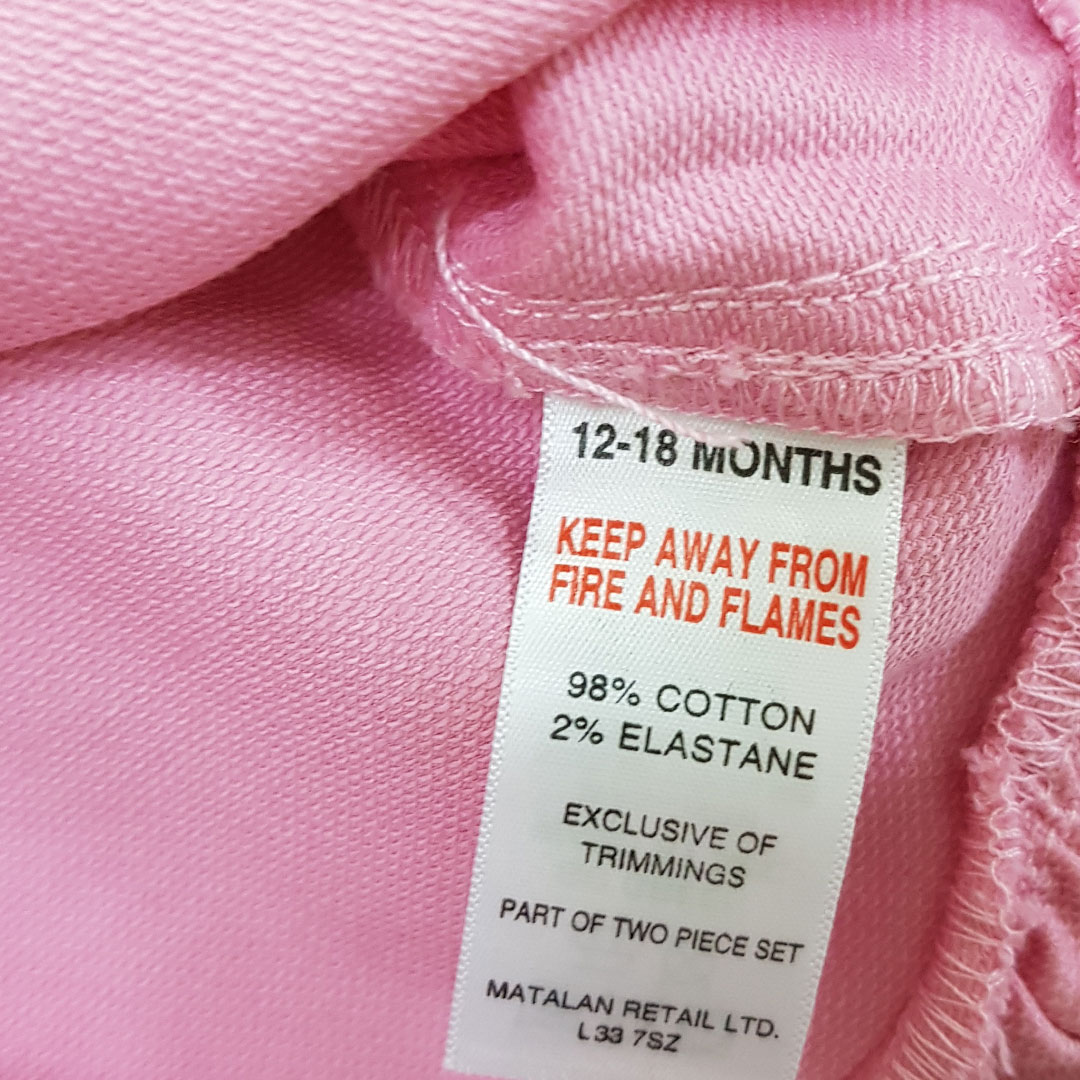 12-18 MONTHS
KEEP AWAY FROM
FIRE AND FLAMES
98% COTTON
2% ELASTANE
EXCLUSIVE OF
TRIMMINGS
PART OF TWO PIECE SET
MATALAN RETAIL LTD.
L33 7SZ